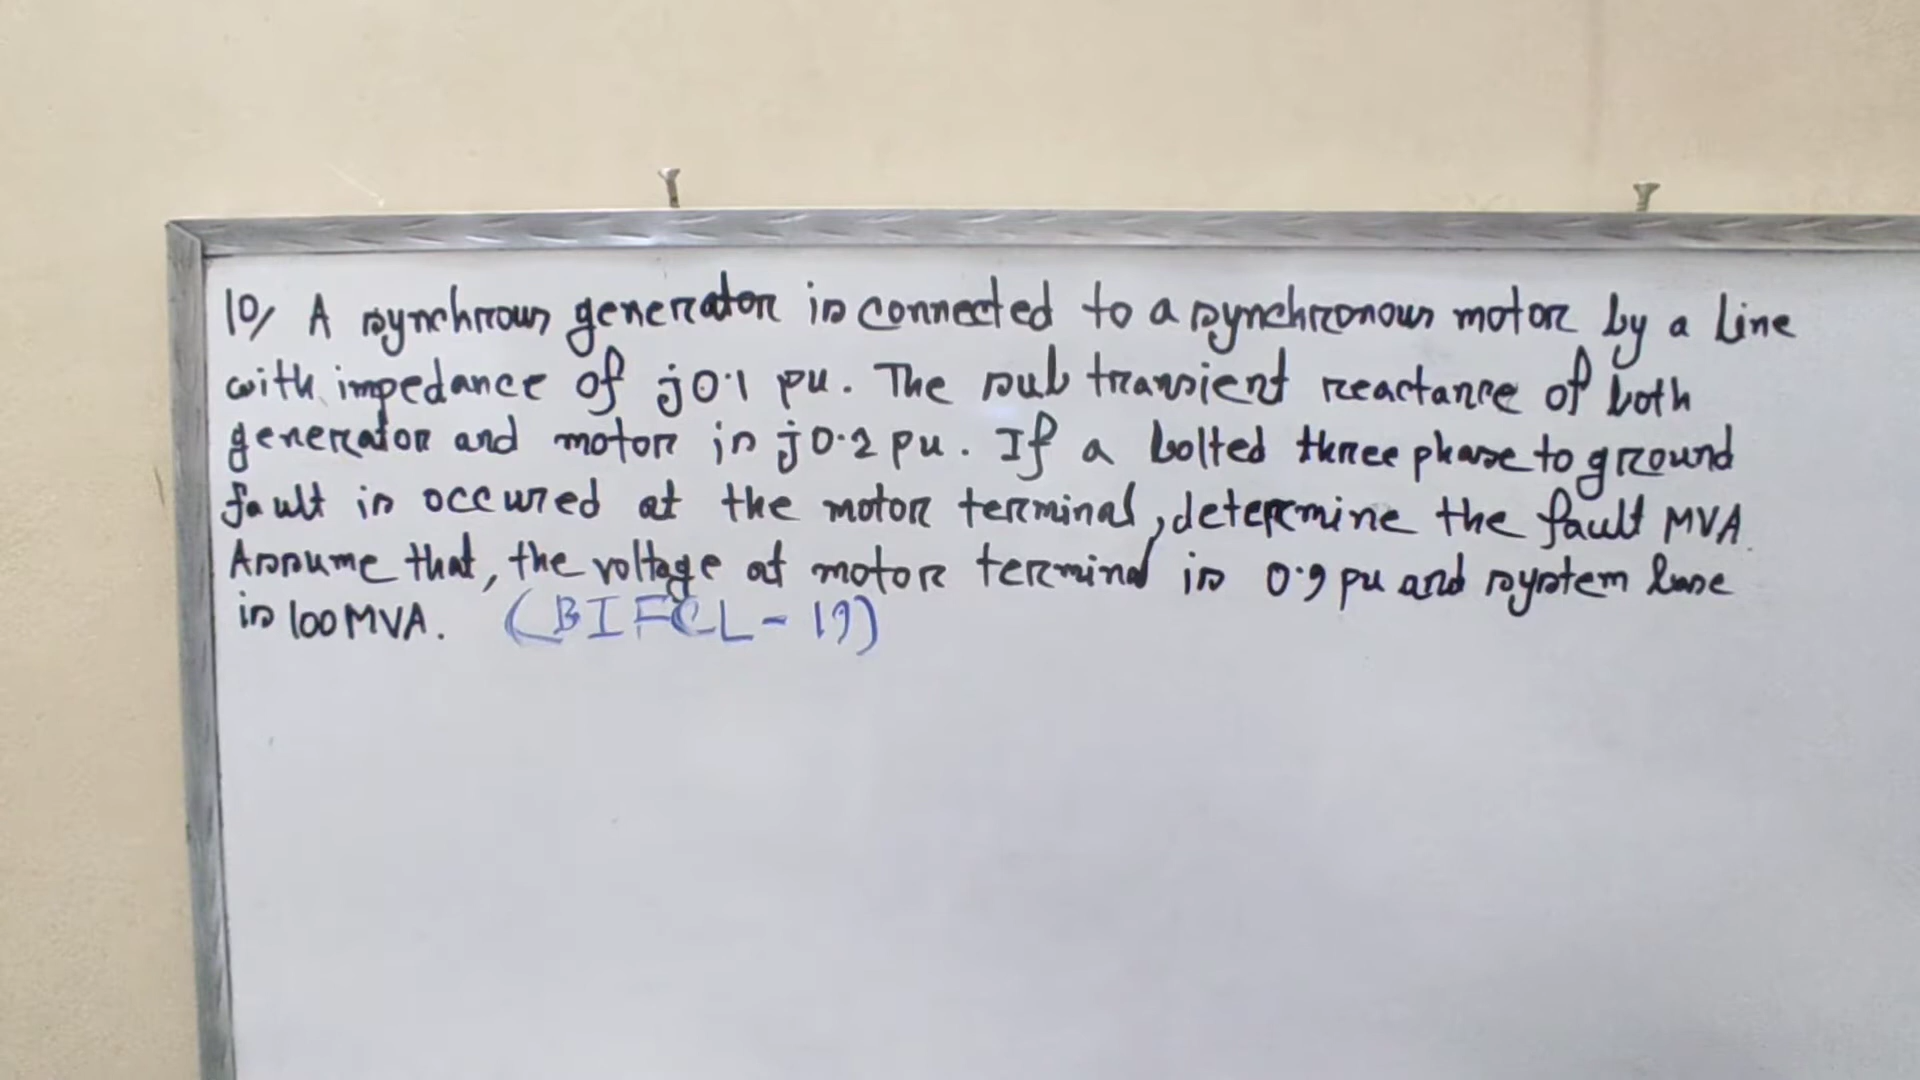 10/ A synchrous generator is connected to a synchronous motor by a line
with impedance of j0.1 pu. The sub transient reactance of both
generator and motor is j0.2 pu. If a bolted three phase to ground
fault is occured at the motor terminal, determine the fault MVA.
Assume that, the voltage at motor terminal is 0.9 pu and system base
is 100 MVA. (BIFCL-19)